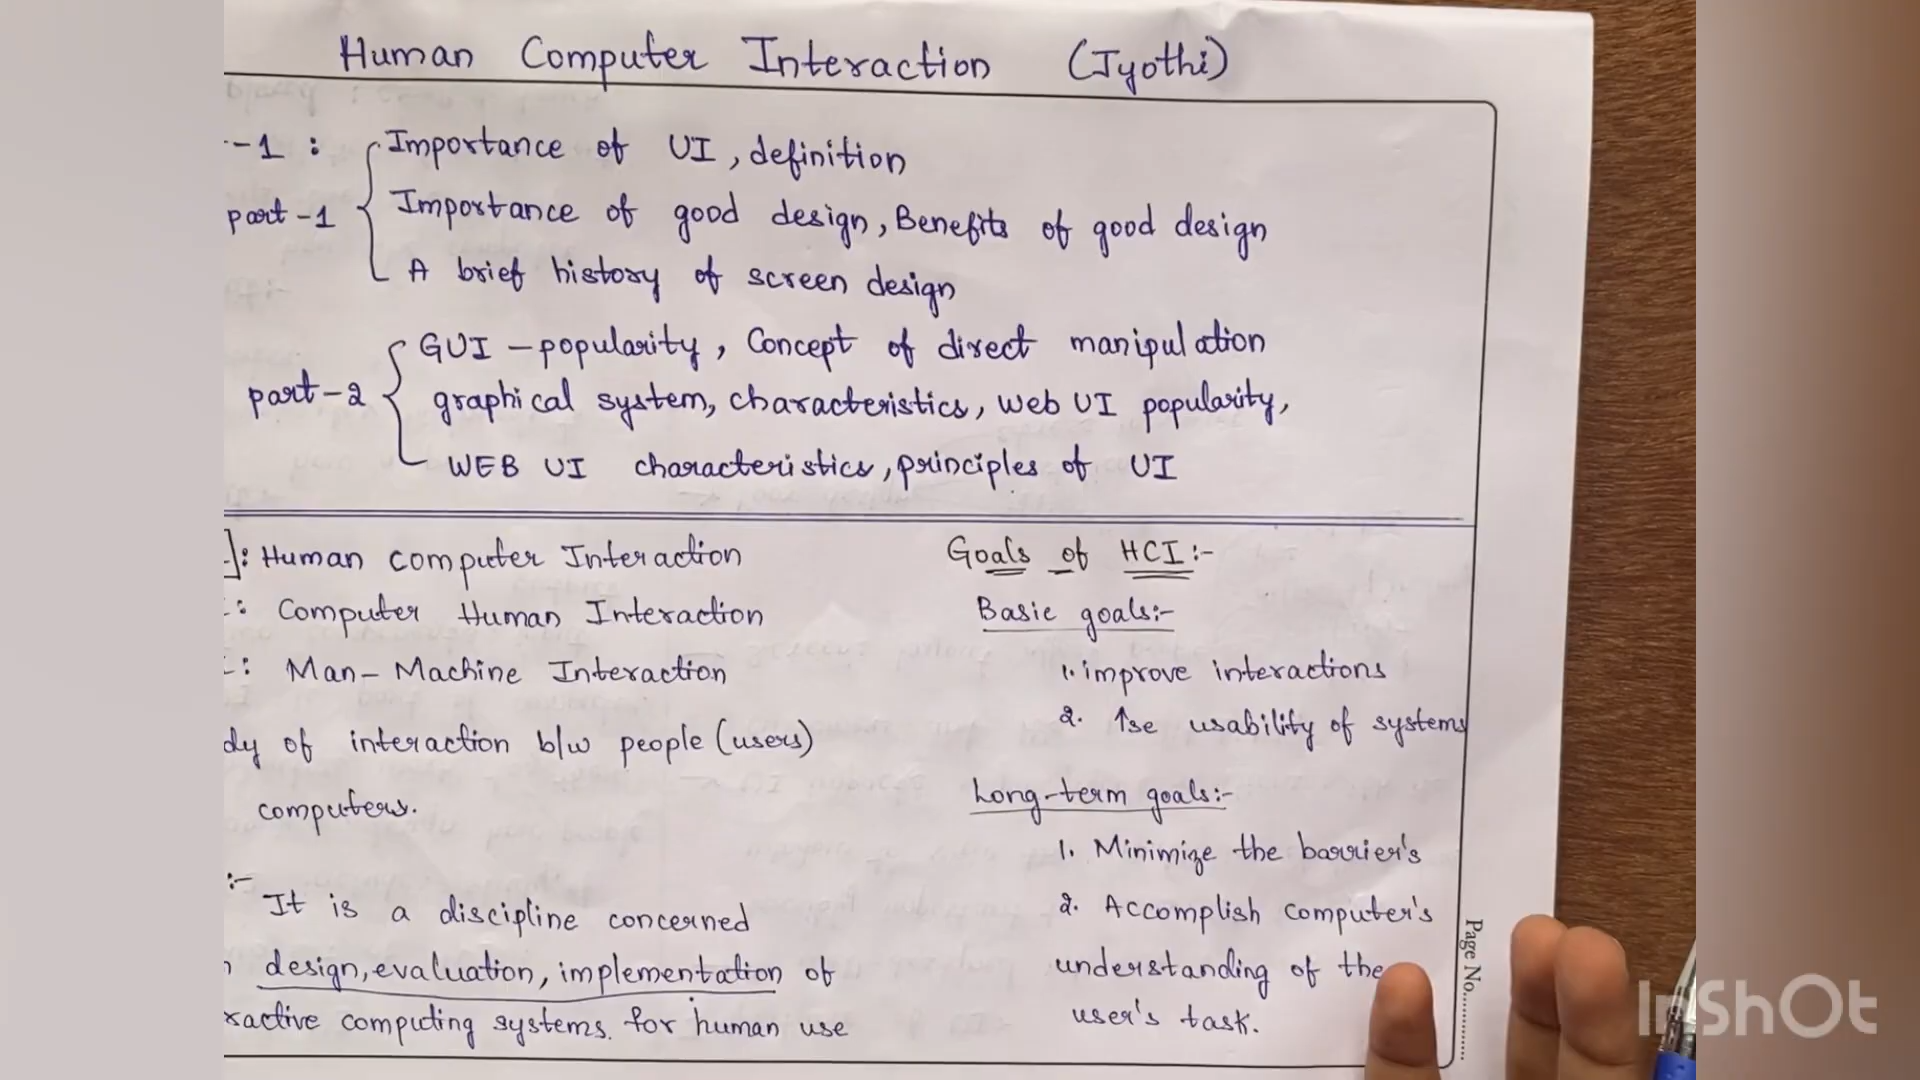 Human Computer Interaction (Jyothi)
-1 :
Importance of UI, definition
part-1
Importance of good design, Benefits of good design
A brief history of screen design
GUI - popularity, Concept of direct manipulation
part-2
graphical system, characteristics, Web UI popularity,
WEB UI characteristics, principles of UI
]: Human computer Interaction
: Computer Human Interaction
: Man-Machine Interaction
dy of interaction b/w people (users)
computers.
:-
It is a discipline concerned
design, evaluation, implementation of
ractive computing systems for human use
Goals of HCI:-
Basic goals:-
1. improve interactions
2. ↑se usability of systems
Long-term goals:-
1. Minimize the barrier's
2. Accomplish computer's
understanding of the
user's task.
Page No..............
InShOt